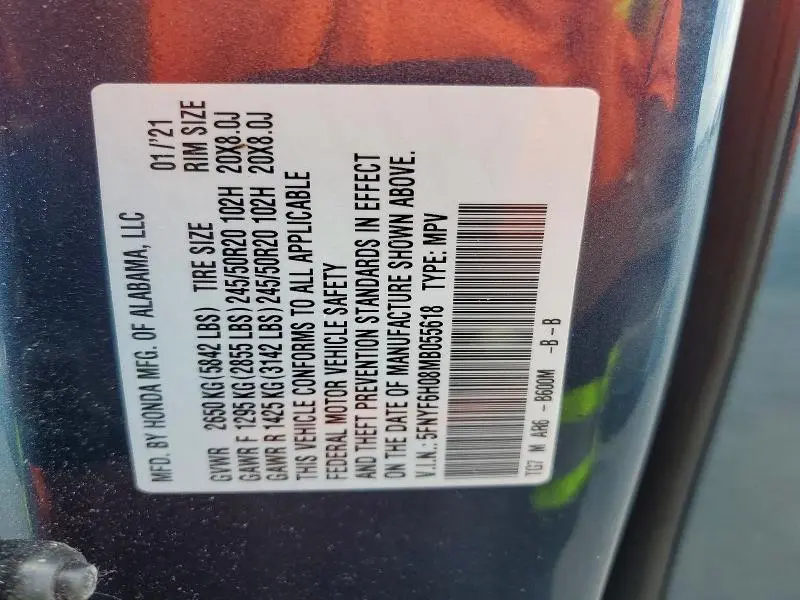 MFD. BY HONDA MFG. OF ALABAMA, LLC 01/'21
GVWR 2650 KG (5842 LBS) TIRE SIZE RIM SIZE
GAWR F 1295 KG (2855 LBS) 245/50R20 102H 20X8.0J
GAWR R 1425 KG (3142 LBS) 245/50R20 102H 20X8.0J
THIS VEHICLE CONFORMS TO ALL APPLICABLE
FEDERAL MOTOR VEHICLE SAFETY
AND THEFT PREVENTION STANDARDS IN EFFECT
ON THE DATE OF MANUFACTURE SHOWN ABOVE.
V.I.N.: 5FNYF6H08MB055618 TYPE: MPV
TG7 M AR6 -B600M -B -B